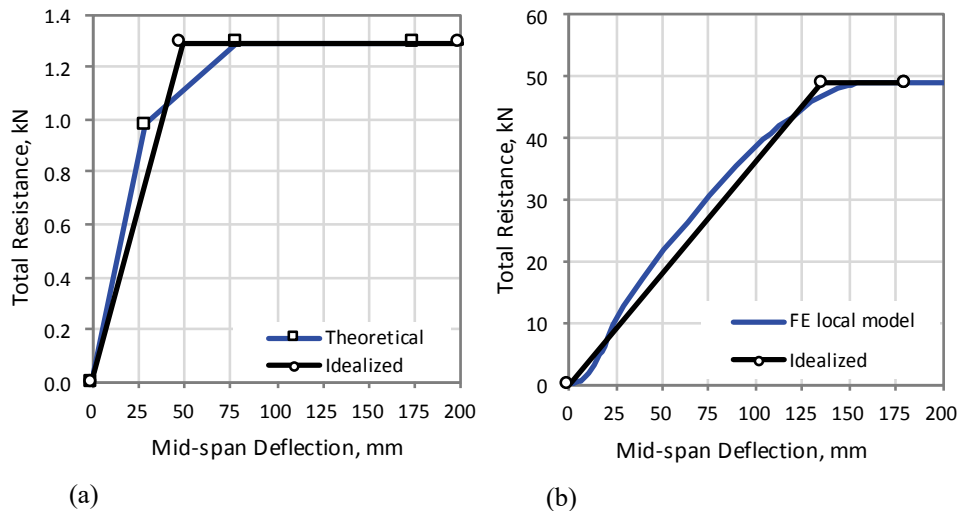 1.4
1.2
1.0
0.8
0.6
0.4
0.2
0.0
Total Resistance, kN
0 25 50 75 100 125 150 175 200
Mid-span Deflection, mm
Theoretical
Idealized
(a)
60
50
40
30
20
10
0
Total Reistance, kN
0 25 50 75 100 125 150 175 200
Mid-span Deflection, mm
FE local model
Idealized
(b)